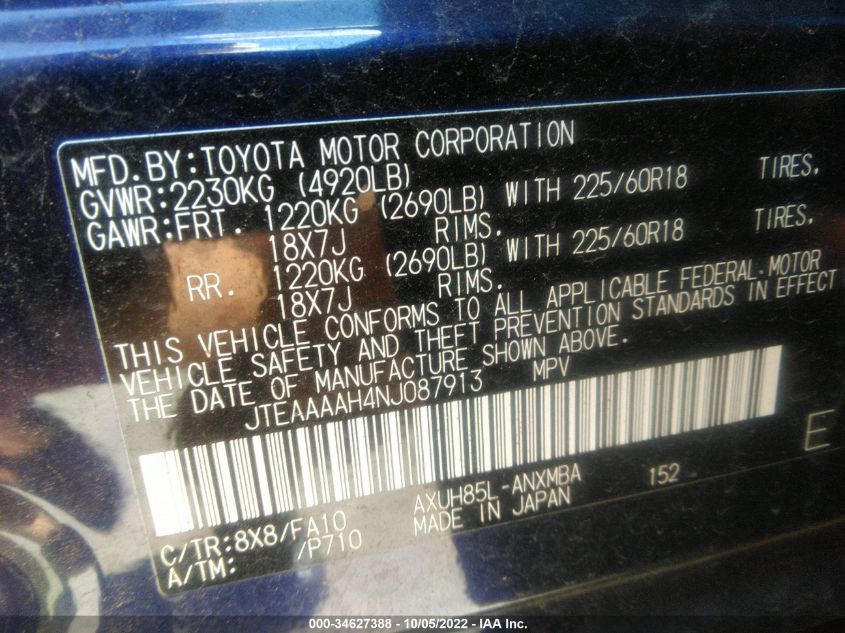 MFD.BY:TOYOTA MOTOR CORPORATION
GVWR:2230KG (4920LB)
GAWR:FRT. 1220KG (2690LB) WITH 225/60R18 TIRES,
18X7J RIMS.
RR. 1220KG (2690LB) WITH 225/60R18 TIRES,
18X7J RIMS.
THIS VEHICLE CONFORMS TO ALL APPLICABLE FEDERAL MOTOR
VEHICLE SAFETY AND THEFT PREVENTION STANDARDS IN EFFECT
THE DATE OF MANUFACTURE SHOWN ABOVE.
JTEAAAAH4NJ087913 MPV
E
C/TR:8X8/FA10 AXUH85L-ANXMBA 152
A/TM: /P710 MADE IN JAPAN
000-34627388 - 10/05/2022 - IAA Inc.